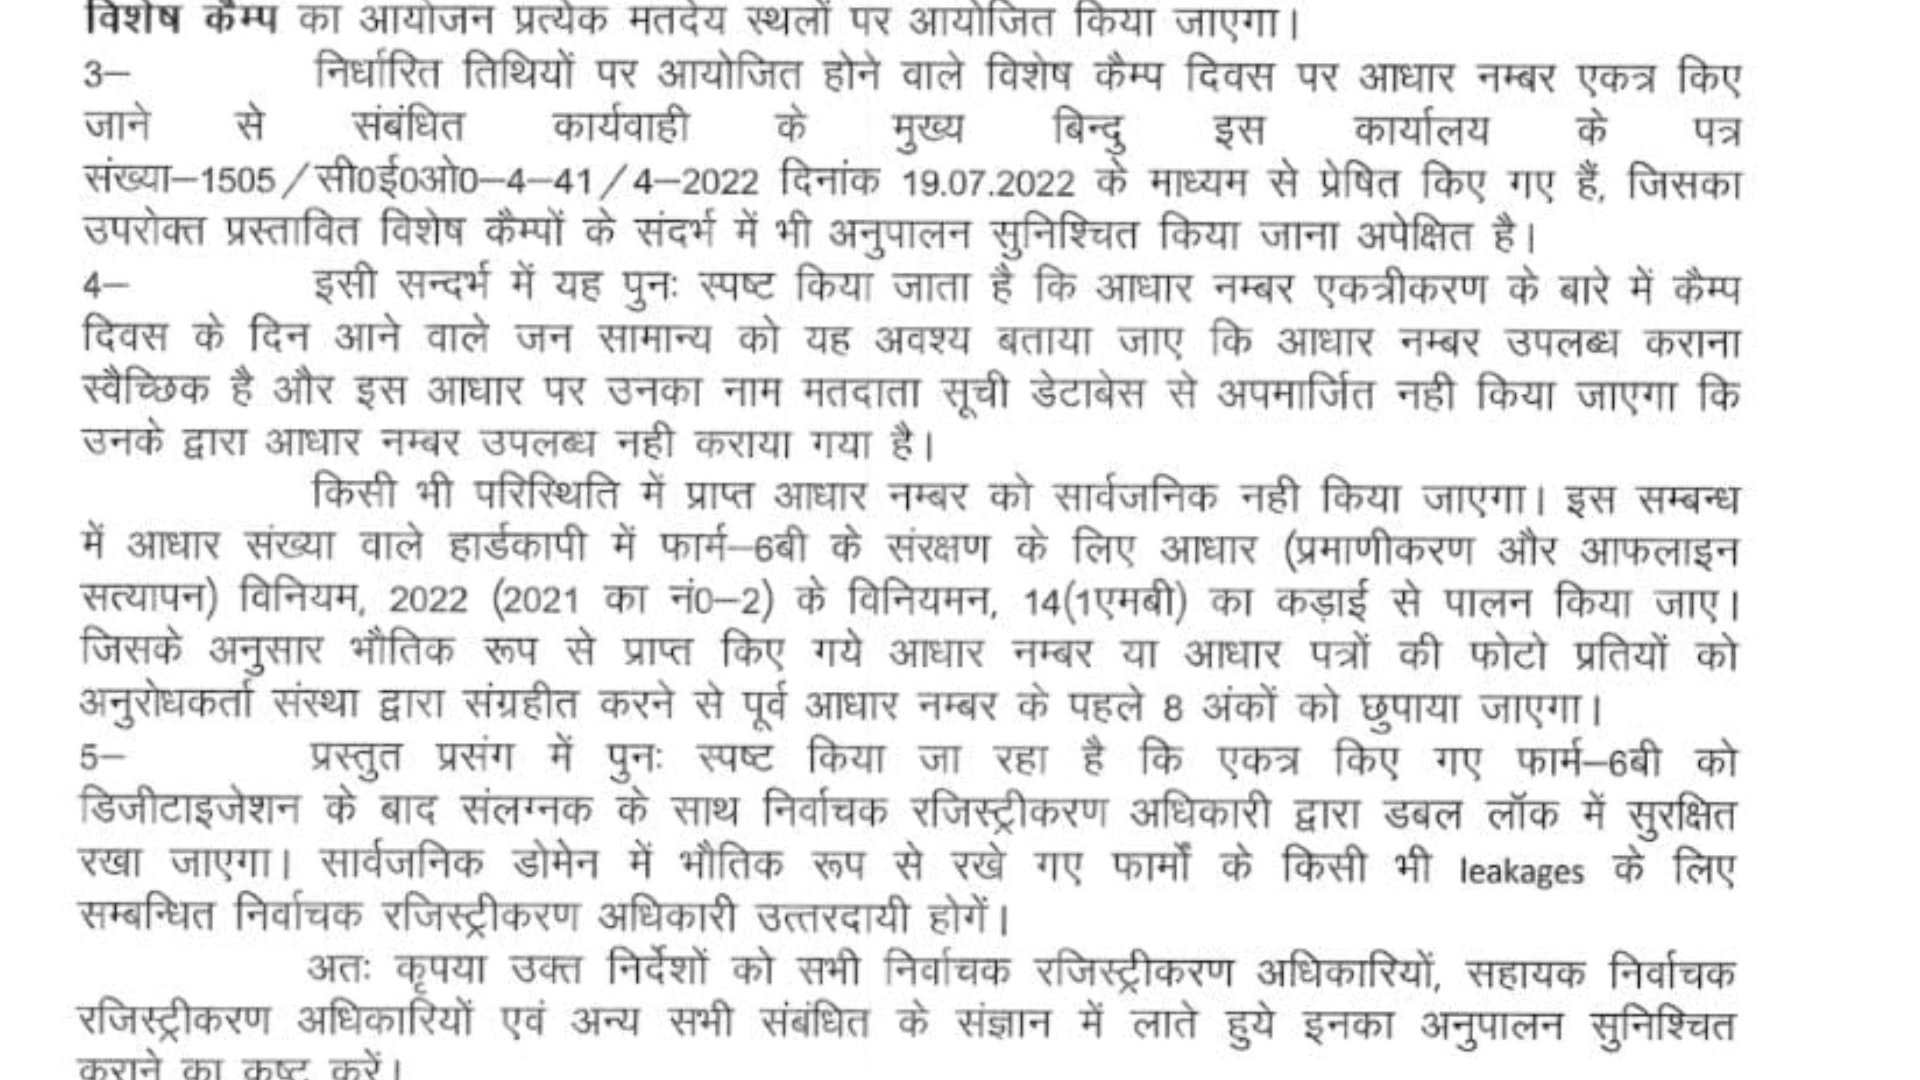 विशेष कैम्प का आयोजन प्रत्येक मतदेय स्थलों पर आयोजित किया जाएगा।
3– निर्धारित तिथियों पर आयोजित होने वाले विशेष कैम्प दिवस पर आधार नम्बर एकत्र किए
जाने से संबंधित कार्यवाही के मुख्य बिन्दु इस कार्यालय के पत्र
संख्या–1505/सी0ई0ओ0–4–41/4–2022 दिनांक 19.07.2022 के माध्यम से प्रेषित किए गए हैं, जिसका
उपरोक्त प्रस्तावित विशेष कैम्पों के संदर्भ में भी अनुपालन सुनिश्चित किया जाना अपेक्षित है।
4– इसी सन्दर्भ में यह पुनः स्पष्ट किया जाता है कि आधार नम्बर एकत्रीकरण के बारे में कैम्प
दिवस के दिन आने वाले जन सामान्य को यह अवश्य बताया जाए कि आधार नम्बर उपलब्ध कराना
स्वैच्छिक है और इस आधार पर उनका नाम मतदाता सूची डेटाबेस से अपमार्जित नही किया जाएगा कि
उनके द्वारा आधार नम्बर उपलब्ध नही कराया गया है।
किसी भी परिस्थिति में प्राप्त आधार नम्बर को सार्वजनिक नही किया जाएगा। इस सम्बन्ध
में आधार संख्या वाले हार्डकापी में फार्म–6बी के संरक्षण के लिए आधार (प्रमाणीकरण और आफलाइन
सत्यापन) विनियम, 2022 (2021 का नं0–2) के विनियमन, 14(1एमबी) का कड़ाई से पालन किया जाए।
जिसके अनुसार भौतिक रूप से प्राप्त किए गये आधार नम्बर या आधार पत्रों की फोटो प्रतियों को
अनुरोधकर्ता संस्था द्वारा संग्रहीत करने से पूर्व आधार नम्बर के पहले 8 अंकों को छुपाया जाएगा।
5– प्रस्तुत प्रसंग में पुनः स्पष्ट किया जा रहा है कि एकत्र किए गए फार्म–6बी को
डिजीटाइजेशन के बाद संलग्नक के साथ निर्वाचक रजिस्ट्रीकरण अधिकारी द्वारा डबल लॉक में सुरक्षित
रखा जाएगा। सार्वजनिक डोमेन में भौतिक रूप से रखे गए फार्मों के किसी भी leakages के लिए
सम्बन्धित निर्वाचक रजिस्ट्रीकरण अधिकारी उत्तरदायी होगें।
अतः कृपया उक्त निर्देशों को सभी निर्वाचक रजिस्ट्रीकरण अधिकारियों, सहायक निर्वाचक
रजिस्ट्रीकरण अधिकारियों एवं अन्य सभी संबंधित के संज्ञान में लाते हुये इनका अनुपालन सुनिश्चित
कराने का कष्ट करें।